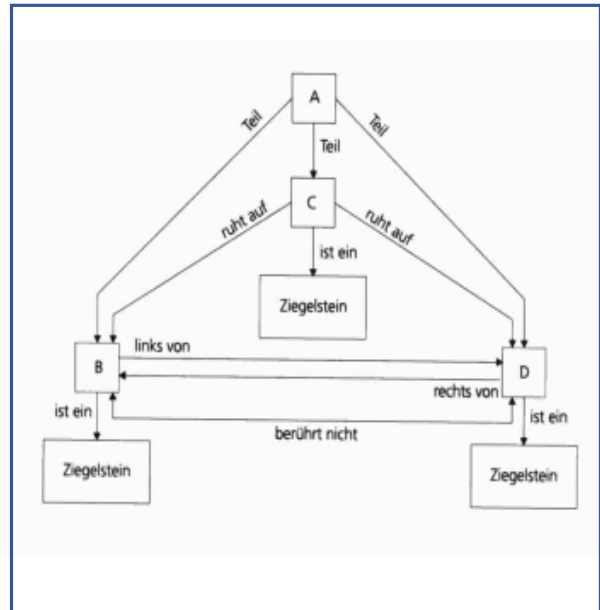 A
Teil
Teil
Teil
C
ruht auf
ruht auf
ist ein
Ziegelstein
links von
B
D
rechts von
ist ein
ist ein
berührt nicht
Ziegelstein
Ziegelstein